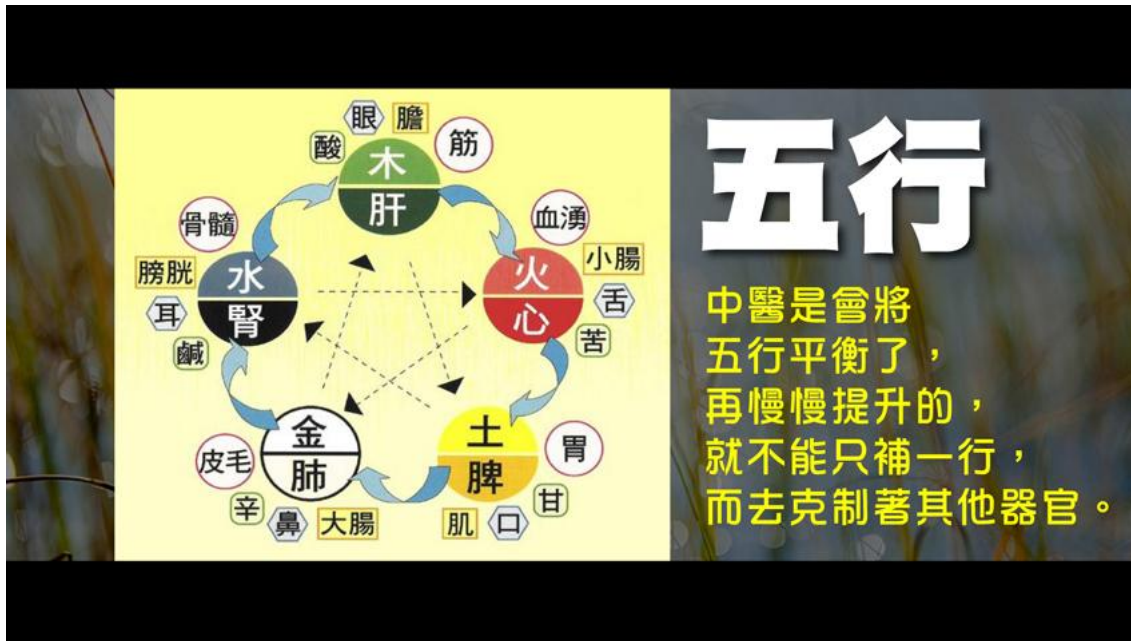 眼
膽
酸
筋
木
肝
骨髓
血湧
膀胱
水
腎
火
心
小腸
耳
舌
鹹
苦
金
肺
土
脾
皮毛
胃
辛
鼻
大腸
肌
口
甘
五行
中醫是會將
五行平衡了，
再慢慢提升的，
就不能只補一行，
而去克制著其他器官。